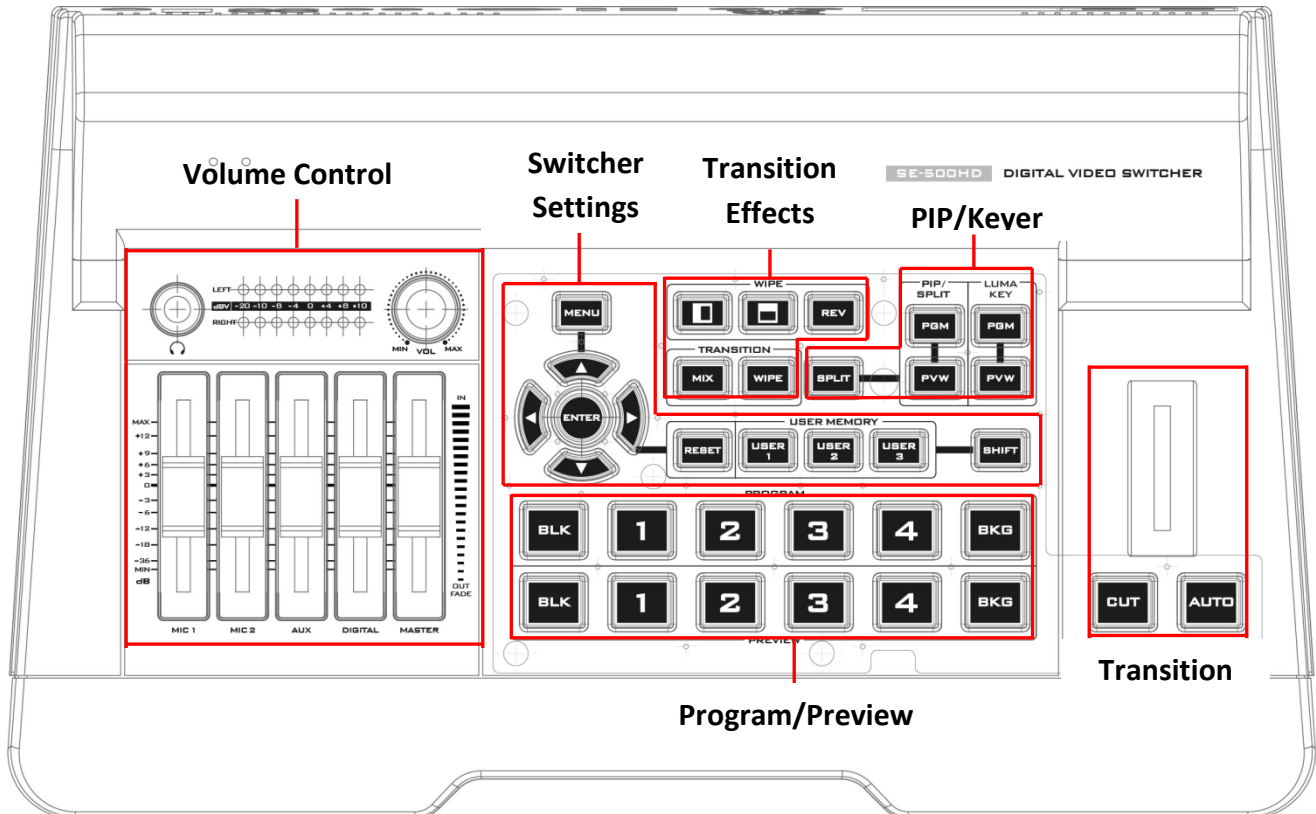 Volume Control
Switcher
Settings
Transition
Effects
SE-500HD DIGITAL VIDEO SWITCHER
PIP/Keyer
LEFT
dBV -20 -10 -8 -4 0 +4 +8 +10
RIGHT
MIN VOL MAX
MENU
WIPE
REV
PIP/
SPLIT
LUMA
KEY
PGM PGM
TRANSITION
MIX WIPE SPLIT PVW PVW
ENTER
USER MEMORY
RESET USER 1 USER 2 USER 3 SHIFT
MAX
+12
+9
+6
+3
0
-3
-6
-12
-18
-36
MIN
dB
IN
OUT
FADE
MIC 1 MIC 2 AUX DIGITAL MASTER
PROGRAM
BLK 1 2 3 4 BKG
BLK 1 2 3 4 BKG
PREVIEW
CUT AUTO
Transition
Program/Preview